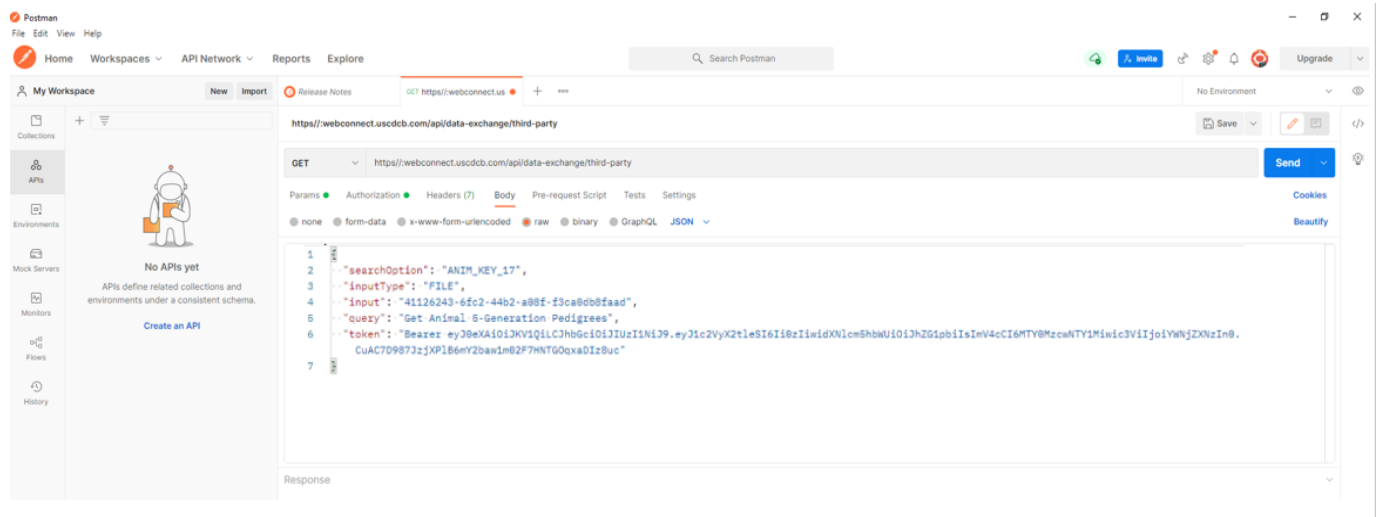 Postman
File Edit View Help
Home Workspaces API Network Reports Explore Search Postman Invite Upgrade
My Workspace New Import Release Notes GET https//:webconnect.us No Environment
Collections
https//:webconnect.uscdcb.com/api/data-exchange/third-party Save
APIs
GET https//:webconnect.uscdcb.com/api/data-exchange/third-party Send
Params Authorization Headers (7) Body Pre-request Script Tests Settings Cookies
Environments
none form-data x-www-form-urlencoded raw binary GraphQL JSON Beautify
Mock Servers
No APIs yet
APIs define related collections and
environments under a consistent schema.
Create an API
Monitors
Flows
History
1 {
2 "searchOption": "ANIM_KEY_17",
3 "inputType": "FILE",
4 "input": "41126243-6fc2-44b2-a08f-f3ca0db8faad",
5 "query": "Get Animal 5-Generation Pedigrees",
6 "token": "Bearer eyJ0eXAiOiJKV1QiLCJhbGciOiJIUzI1NiJ9.eyJ1c2VyX2tleSI6Ii0zIiwidXNlcm5hbWUiOiJhZG1pbiIsImV4cCI6MTY0MzcwNTY1Miwic3ViIjoiYWNjZXNzIn0.
CuAC7D987JzjXPlB6mY2baw1m02F7HNTGOqxaDIz8uc"
7 }
Response